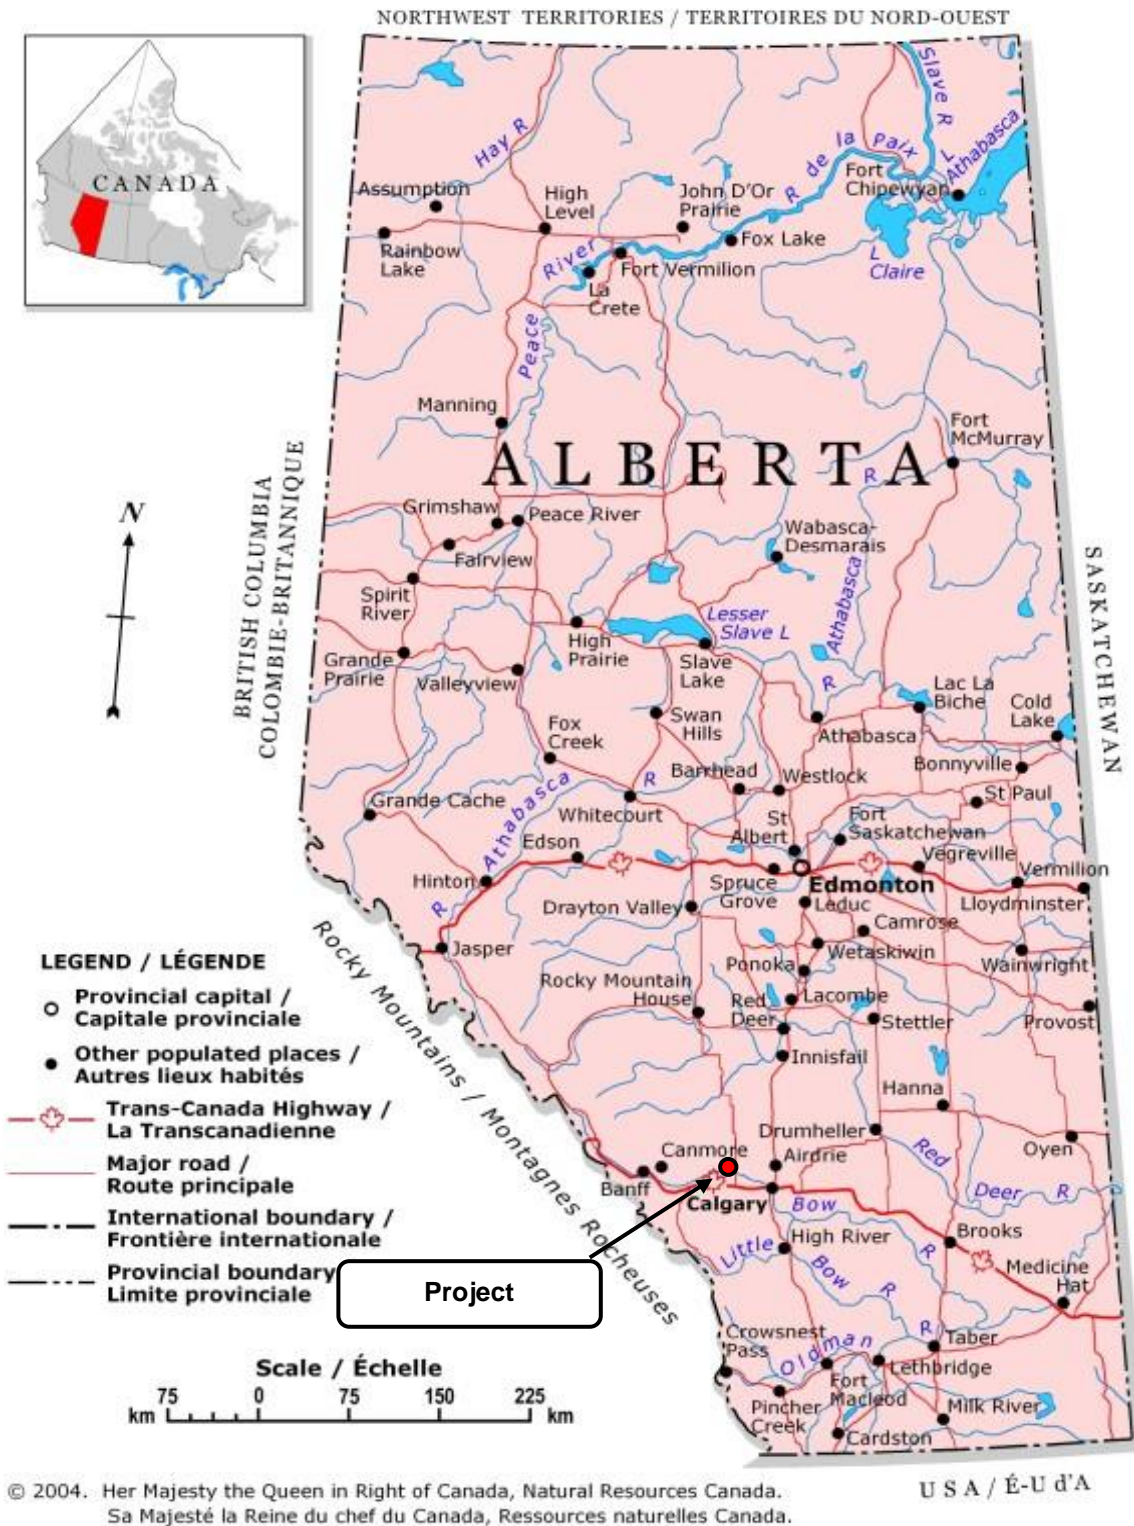 NORTHWEST TERRITORIES / TERRITOIRES DU NORD-OUEST
CANADA
Hay R
Slave R
L Athabasca
R de la Paix
Fort
Chipewyan
Assumption
High
Level
John D'Or
Prairie
Rainbow
Lake
Fox Lake
L
Claire
River
Fort Vermilion
La
Crete
Peace
Manning
Fort
McMurray
ALBERTA
R
BRITISH COLUMBIA
COLOMBIE-BRITANNIQUE
N
Grimshaw
Peace River
Wabasca-
Desmarais
Fairview
SASKATCHEWAN
Spirit
River
Athabasca
Lesser
Slave L
High
Prairie
Grande
Prairie
Valleyview
Slave
Lake
R
Lac La
Biche
Cold
Lake
Fox
Creek
Swan
Hills
Athabasca
Bonnyville
Barrhead
Westlock
R
St Paul
Grande Cache
Athabasca
Whitecourt
St
Albert
Fort
Saskatchewan
Edson
Vegreville
Vermilion
Hinton
Spruce
Grove
Edmonton
Lloydminster
R
Drayton Valley
Leduc
Camrose
Jasper
Wetaskiwin
Wainwright
Ponoka
Rocky Mountain
House
Red
Deer
Lacombe
Stettler
Provost
Innisfail
Rocky Mountains / Montagnes Rocheuses
Hanna
Drumheller
Oyen
Canmore
Airdrie
Red
Deer R
Banff
Calgary
Bow
R
Brooks
Little
Bow
R
High River
Medicine
Hat
Project
Crowsnest
Pass
Oldman
R
Taber
Lethbridge
Fort
Macleod
Pincher
Creek
Milk River
Cardston
LEGEND / LÉGENDE
Provincial capital /
Capitale provinciale
Other populated places /
Autres lieux habités
Trans-Canada Highway /
La Transcanadienne
Major road /
Route principale
International boundary /
Frontière internationale
Provincial boundary
Limite provinciale
Scale / Échelle
75 0 75 150 225
km km
USA / É-U d'A
© 2004. Her Majesty the Queen in Right of Canada, Natural Resources Canada.
Sa Majesté la Reine du chef du Canada, Ressources naturelles Canada.